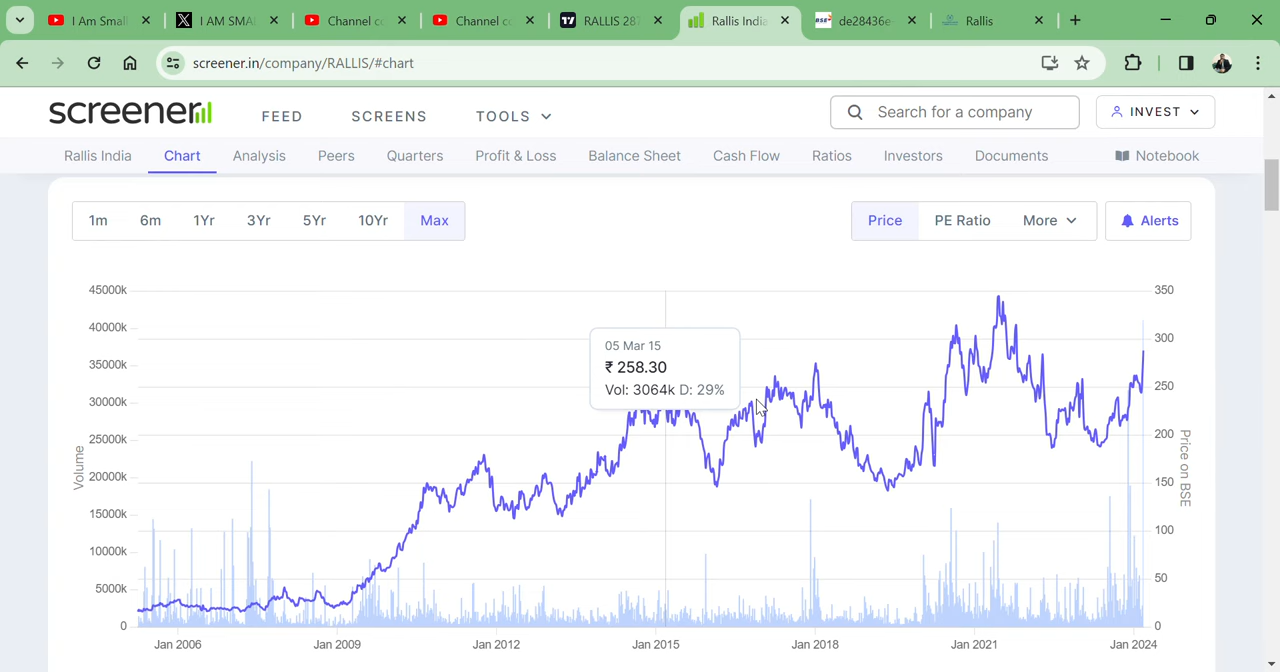 I Am Small
I AM SMA
Channel co
Channel co
RALLIS 28
Rallis India
BSE
de28436e
Rallis
screener.in/company/RALLIS/#chart
screener
FEED
SCREENS
TOOLS
Search for a company
INVEST
Rallis India
Chart
Analysis
Peers
Quarters
Profit & Loss
Balance Sheet
Cash Flow
Ratios
Investors
Documents
Notebook
1m
6m
1Yr
3Yr
5Yr
10Yr
Max
Price
PE Ratio
More
Alerts
45000k
40000k
35000k
30000k
25000k
20000k
15000k
10000k
5000k
0
Volume
05 Mar 15
₹ 258.30
Vol: 3064k D: 29%
350
300
250
200
150
100
50
0
Price on BSE
Jan 2006
Jan 2009
Jan 2012
Jan 2015
Jan 2018
Jan 2021
Jan 2024